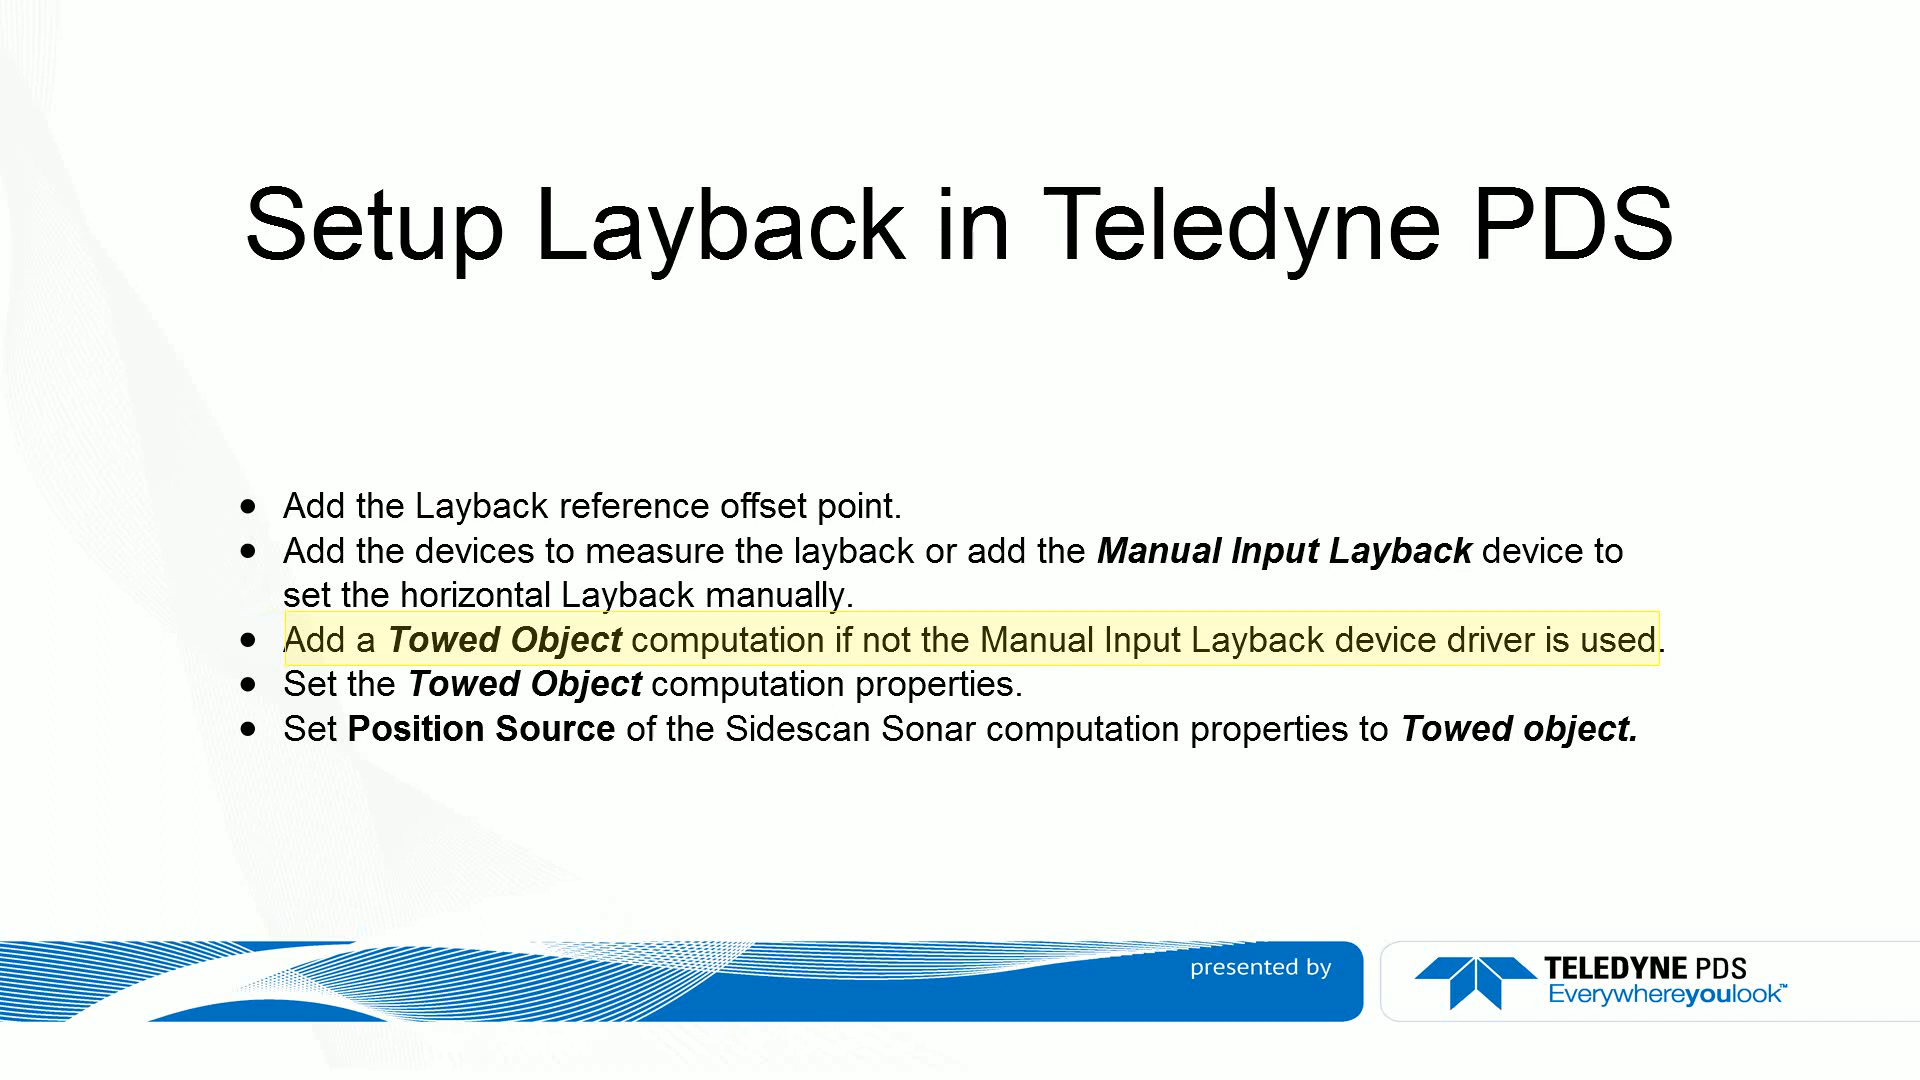 Setup Layback in Teledyne PDS
• Add the Layback reference offset point.
• Add the devices to measure the layback or add the Manual Input Layback device to
set the horizontal Layback manually.
• Add a Towed Object computation if not the Manual Input Layback device driver is used.
• Set the Towed Object computation properties.
• Set Position Source of the Sidescan Sonar computation properties to Towed object.
presented by
TELEDYNE PDS
Everywhereyoulook™